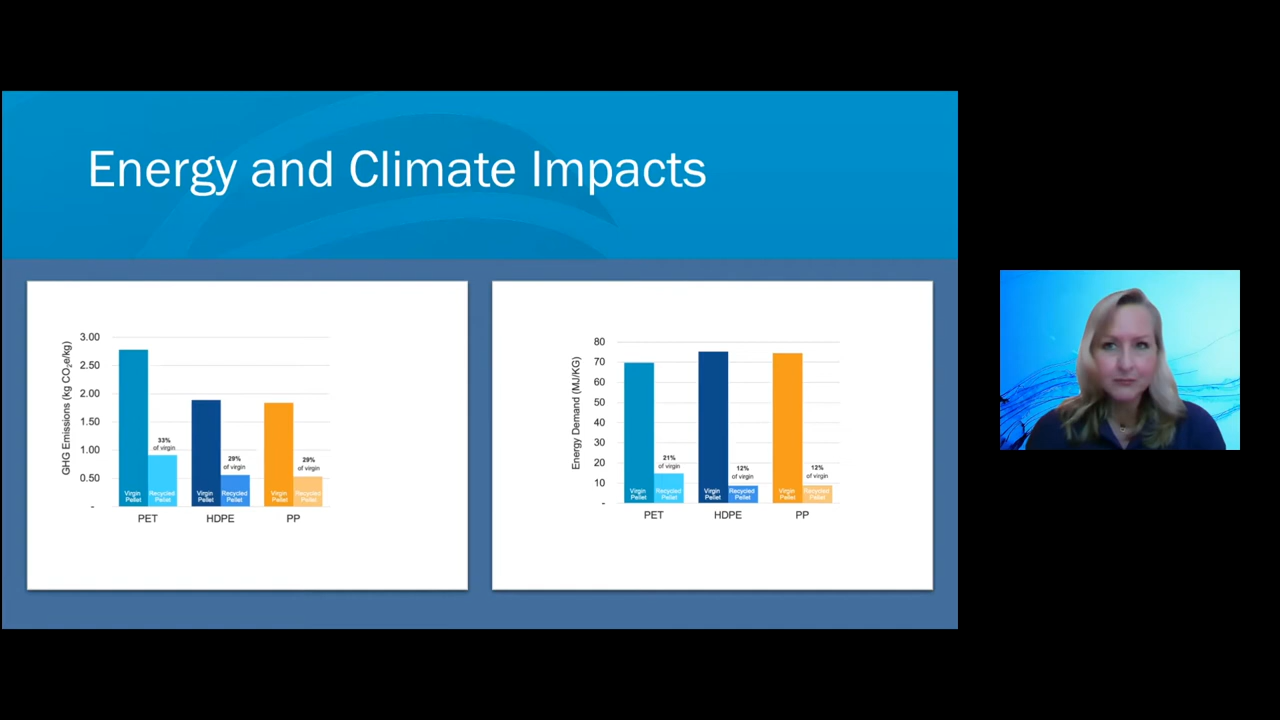 Energy and Climate Impacts
GHG Emissions (kg CO₂e/kg)
3.00
2.50
2.00
1.50
1.00
0.50
-
33%
of virgin
29%
of virgin
29%
of virgin
Virgin
Pellet
Recycled
Pellet
Virgin
Pellet
Recycled
Pellet
Virgin
Pellet
Recycled
Pellet
PET
HDPE
PP
Energy Demand (MJ/KG)
80
70
60
50
40
30
20
10
-
21%
of virgin
12%
of virgin
12%
of virgin
Virgin
Pellet
Recycled
Pellet
Virgin
Pellet
Recycled
Pellet
Virgin
Pellet
Recycled
Pellet
PET
HDPE
PP